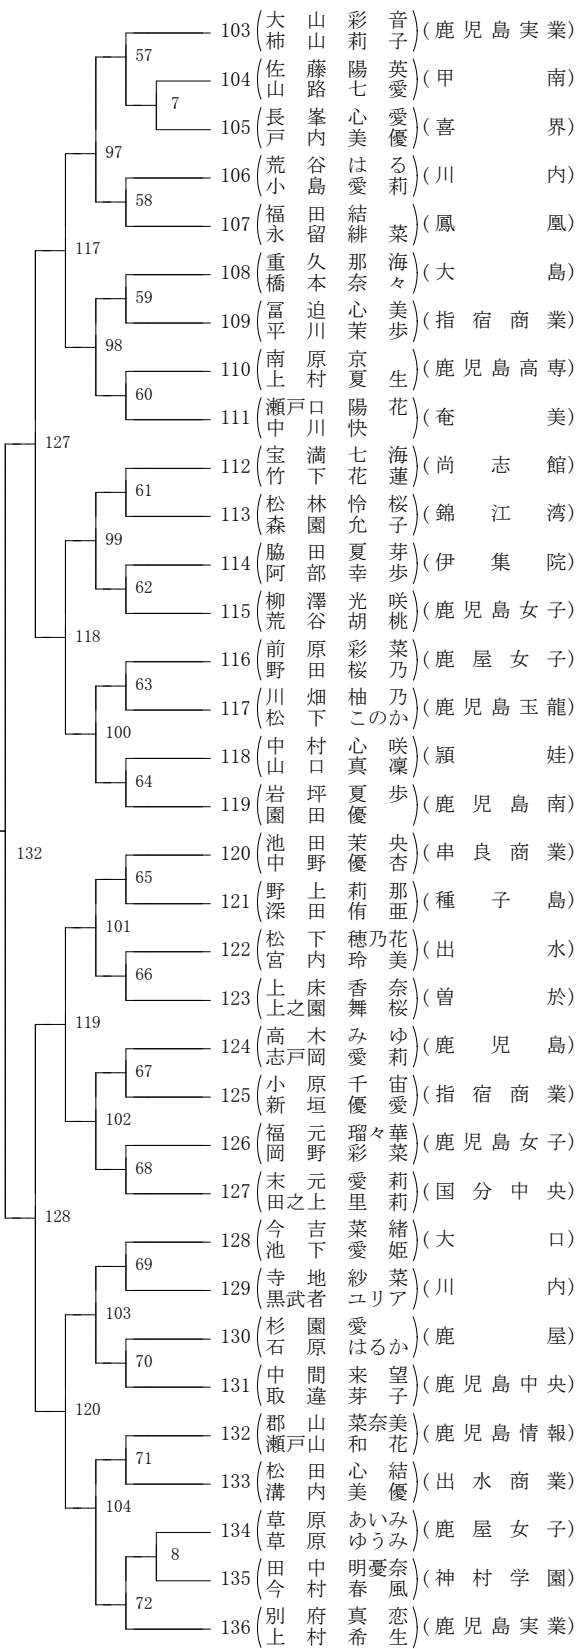 103 (大山彩音 柿山莉子) (鹿児島実業)
57
104 (佐藤陽英 山路七愛) (甲南)
7
105 (長峯心愛 戸内美優) (喜界)
97
106 (荒谷はる 小島愛莉) (川内)
58
107 (福田結 永留緋菜) (鳳凰)
117
108 (重久那海 橋本奈々) (大島)
59
109 (冨迫心美 平川茉歩) (指宿商業)
98
110 (南原京 上村夏生) (鹿児島高専)
60
111 (瀬戸口陽花 中川快) (奄美)
127
112 (宝満七海 竹下花蓮) (尚志館)
61
113 (松林怜桜 森園允子) (錦江湾)
99
114 (脇田夏芽 阿部幸歩) (伊集院)
62
115 (柳澤光咲 荒谷胡桃) (鹿児島女子)
118
116 (前原彩菜 野田桜乃) (鹿屋女子)
63
117 (川畑柚乃 松下このか) (鹿児島玉龍)
100
118 (中村心咲 山口真凜) (頴娃)
64
119 (岩坪夏歩 園田優) (鹿児島南)
132
120 (池田茉央 中野優杏) (串良商業)
65
121 (野上莉那 深田侑亜) (種子島)
101
122 (松下穂乃花 宮内玲美) (出水)
66
123 (上床香奈 上之園舞桜) (曽於)
119
124 (高木みゆ 志戸岡愛莉) (鹿児島)
67
125 (小原千宙 新垣優愛) (指宿商業)
102
126 (福元瑠々華 岡野彩菜) (鹿児島女子)
68
127 (末元愛莉 田之上里莉) (国分中央)
128
128 (今吉菜緒 池下愛姫) (大口)
69
129 (寺地紗菜 黒武者ユリア) (川内)
103
130 (杉園愛 石原はるか) (鹿屋)
70
131 (中間来望 取違芽子) (鹿児島中央)
120
132 (郡山菜奈美 瀬戸山和花) (鹿児島情報)
71
133 (松田心結 溝内美優) (出水商業)
104
134 (草原あいみ 草原ゆうみ) (鹿屋女子)
8
135 (田中明憂奈 今村春風) (神村学園)
72
136 (別府真恋 上村希生) (鹿児島実業)